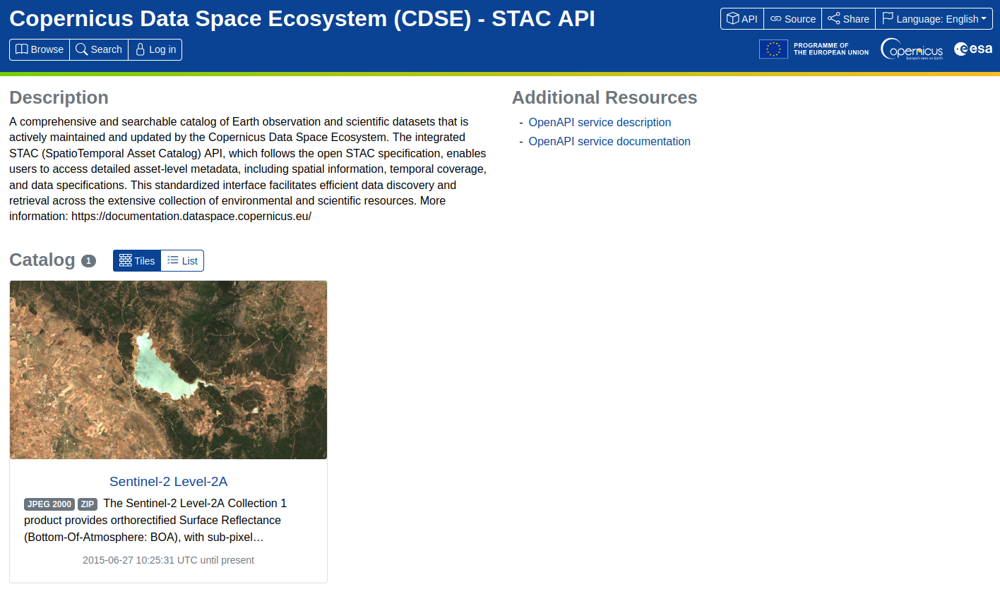 Copernicus Data Space Ecosystem (CDSE) - STAC API
API
Source
Share
Language: English
Browse
Search
Log in
PROGRAMME OF
THE EUROPEAN UNION
opernicus
Europe's eyes on Earth
esa
Description
A comprehensive and searchable catalog of Earth observation and scientific datasets that is
actively maintained and updated by the Copernicus Data Space Ecosystem. The integrated
STAC (SpatioTemporal Asset Catalog) API, which follows the open STAC specification, enables
users to access detailed asset-level metadata, including spatial information, temporal coverage,
and data specifications. This standardized interface facilitates efficient data discovery and
retrieval across the extensive collection of environmental and scientific resources. More
information: https://documentation.dataspace.copernicus.eu/
Additional Resources
- OpenAPI service description
- OpenAPI service documentation
Catalog 1
Tiles
List
Sentinel-2 Level-2A
JPEG 2000 ZIP The Sentinel-2 Level-2A Collection 1
product provides orthorectified Surface Reflectance
(Bottom-Of-Atmosphere: BOA), with sub-pixel…
2015-06-27 10:25:31 UTC until present